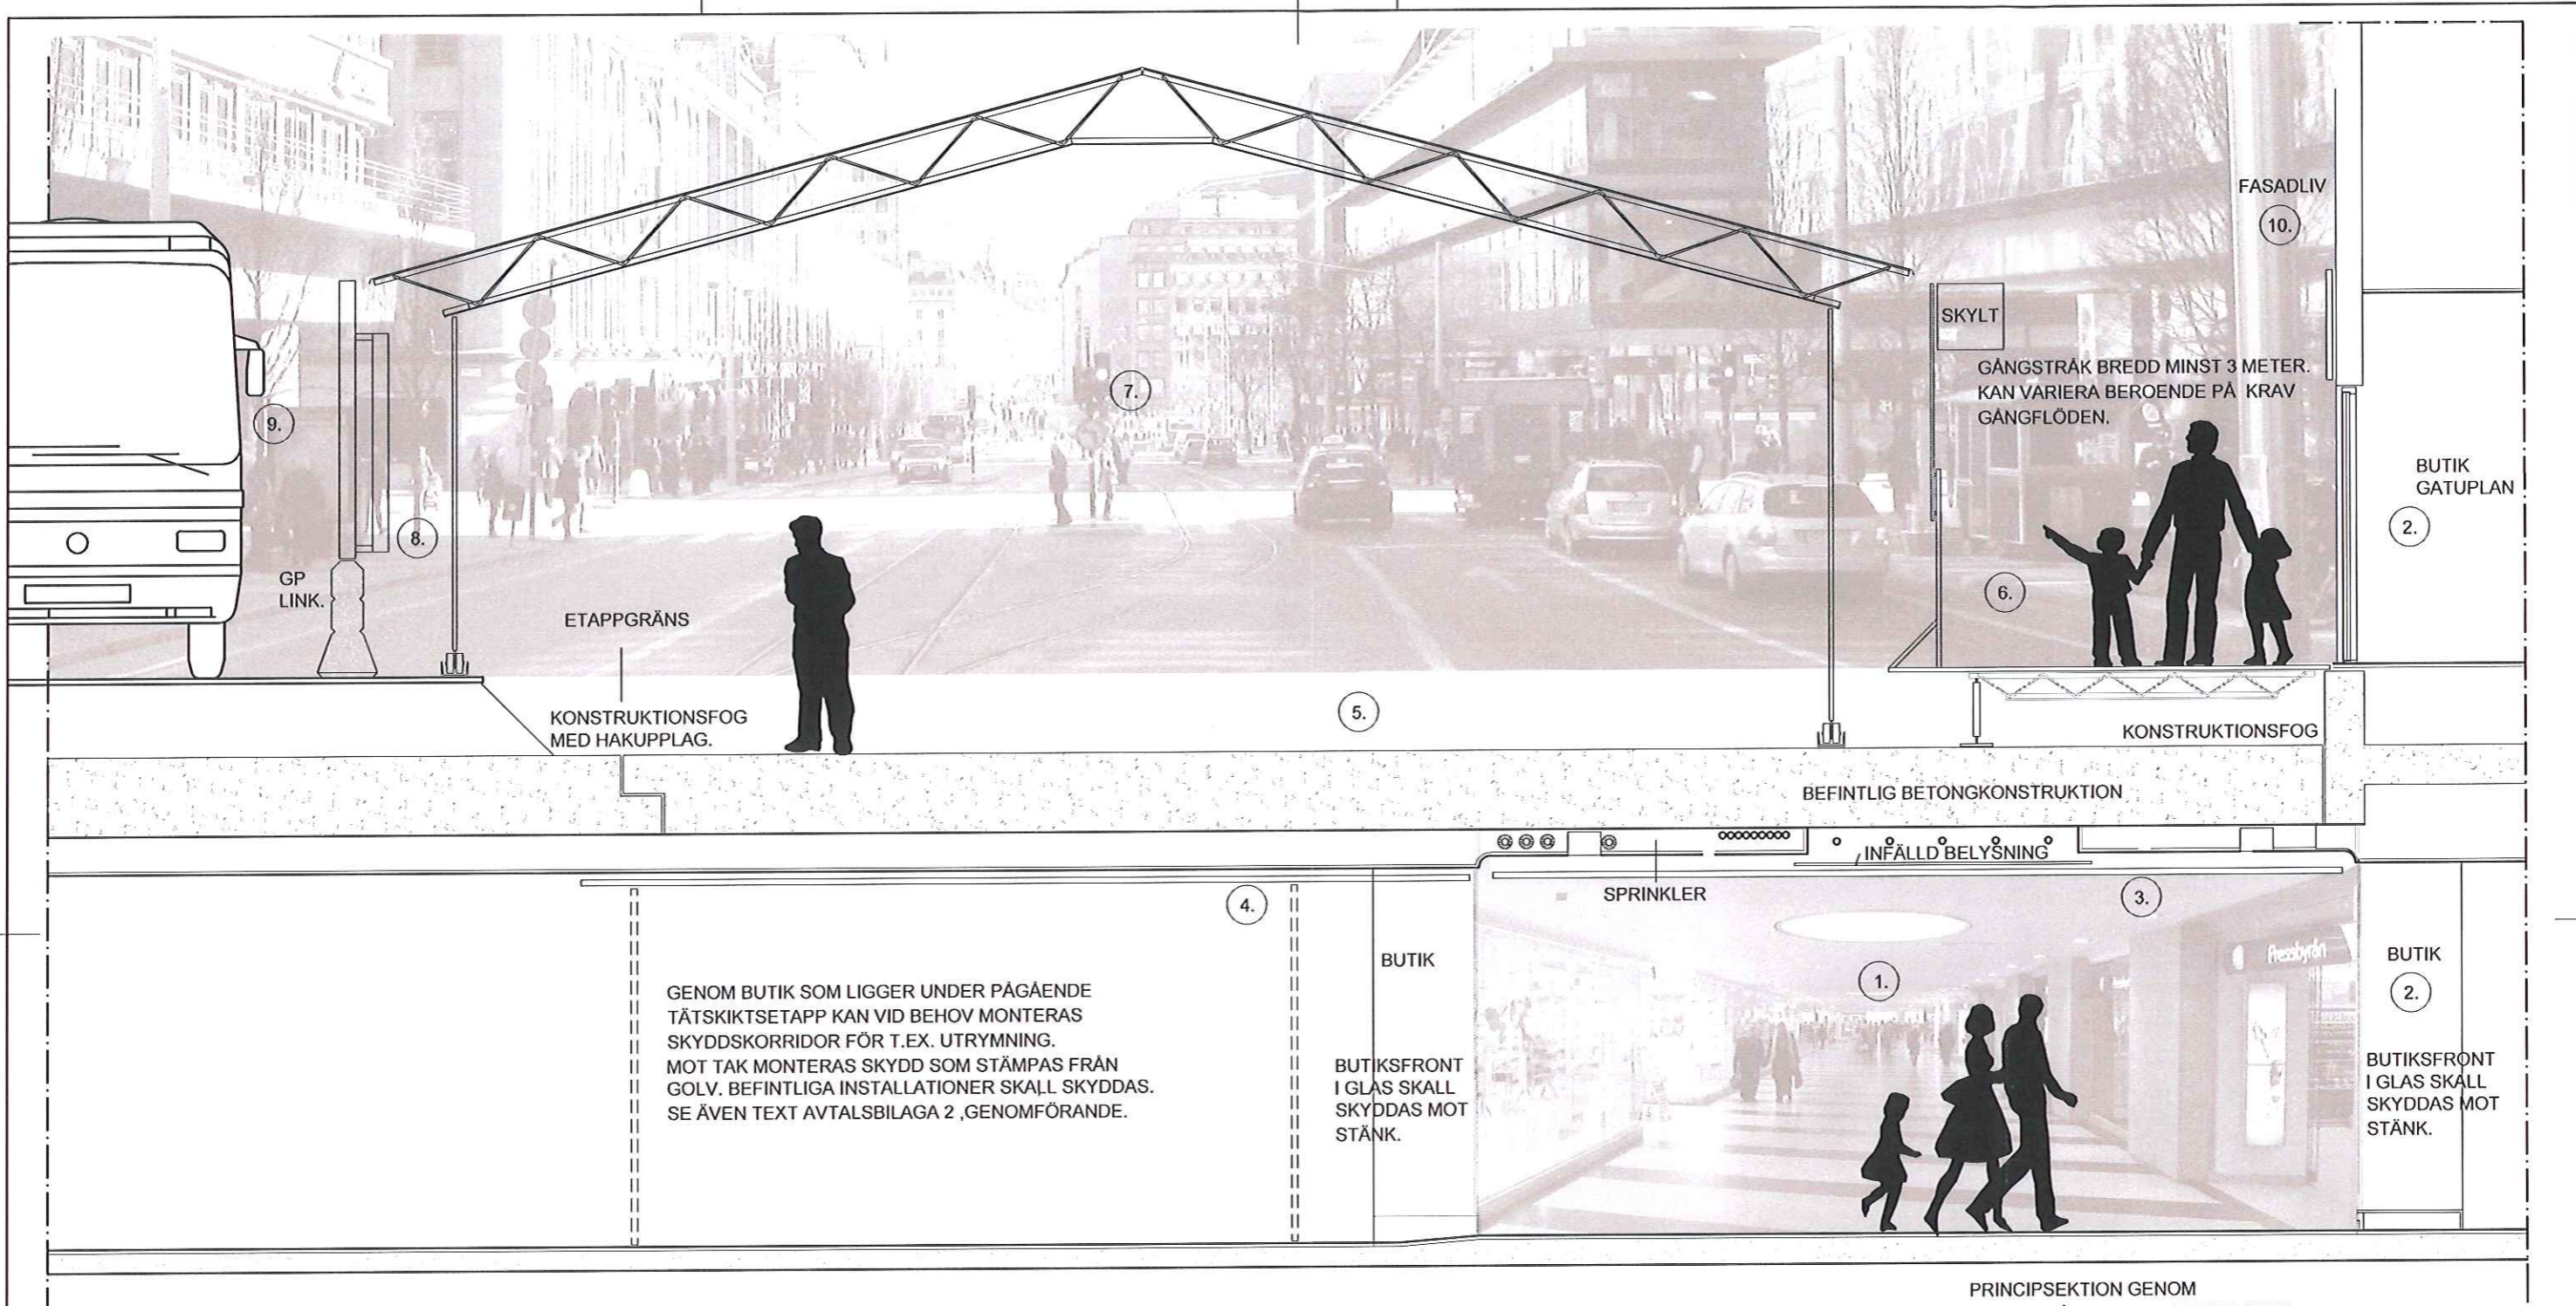 FASADLIV
10.
SKYLT
GÅNGSTRÅK BREDD MINST 3 METER.
KAN VARIERA BEROENDE PÅ KRAV
GÅNGFLÖDEN.
7.
9.
BUTIK
GATUPLAN
2.
8.
GP
LINK.
6.
ETAPPGRÄNS
KONSTRUKTIONSFOG
MED HAKUPPLAG.
5.
KONSTRUKTIONSFOG
BEFINTLIG BETONGKONSTRUKTION
INFÄLLD BELYSNING
SPRINKLER
4.
3.
GENOM BUTIK SOM LIGGER UNDER PÅGÅENDE
TÄTSKIKTSETAPP KAN VID BEHOV MONTERAS
SKYDDSKORRIDOR FÖR T.EX. UTRYMNING.
MOT TAK MONTERAS SKYDD SOM STÄMPAS FRÅN
GOLV. BEFINTLIGA INSTALLATIONER SKALL SKYDDAS.
SE ÄVEN TEXT AVTALSBILAGA 2 ,GENOMFÖRANDE.
BUTIK
BUTIKSFRONT
I GLAS SKALL
SKYDDAS MOT
STÄNK.
1.
Pressbyrån
BUTIK
2.
BUTIKSFRONT
I GLAS SKALL
SKYDDAS MOT
STÄNK.
PRINCIPSEKTION GENOM